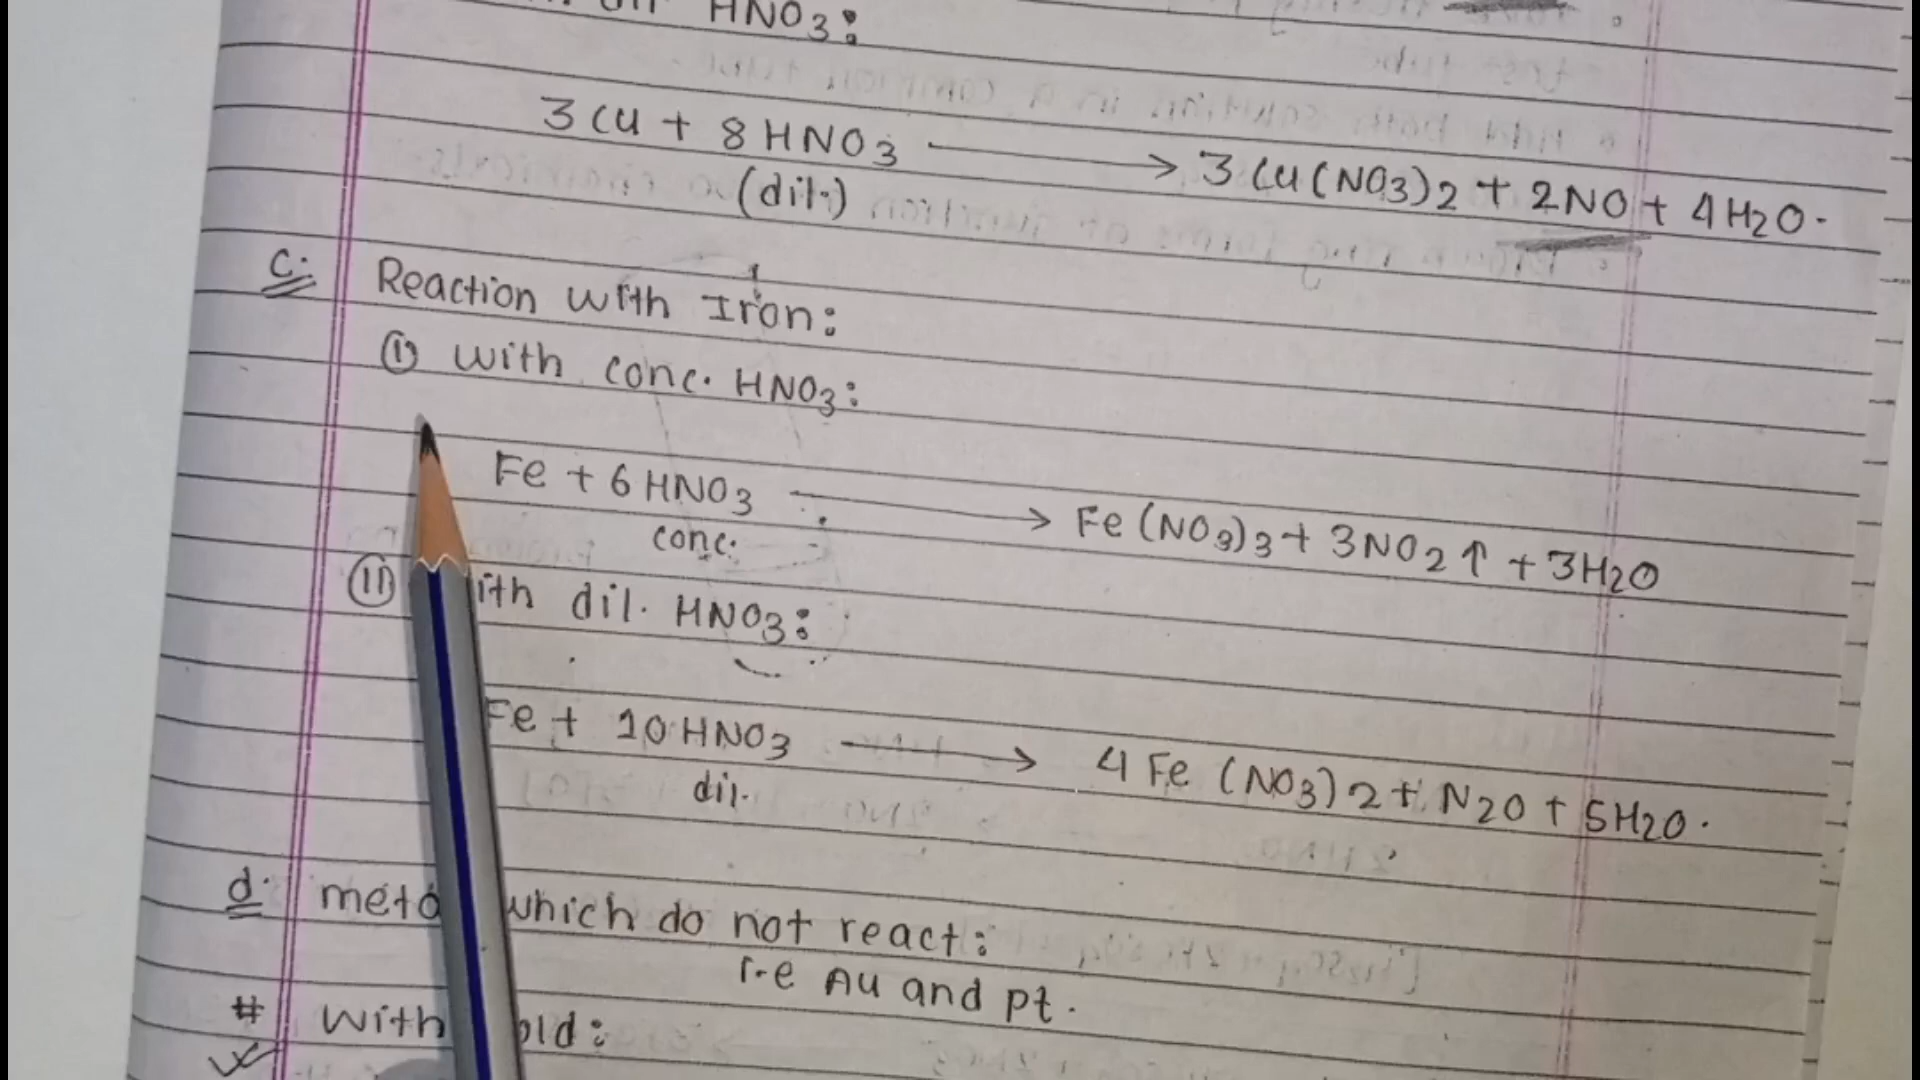 HNO3:
3Cu + 8HNO3 → 3Cu(NO3)2 + 2NO + 4H2O.
(dil.)
c. Reaction with Iron:
(i) with conc. HNO3:
Fe + 6HNO3 → Fe(NO3)3 + 3NO2↑ + 3H2O
conc.
(ii) ith dil. HNO3:
Fe + 10HNO3 → 4Fe(NO3)2 + N2O + 5H2O.
dil.
d. meta which do not react:
i.e Au and pt.
# with old: